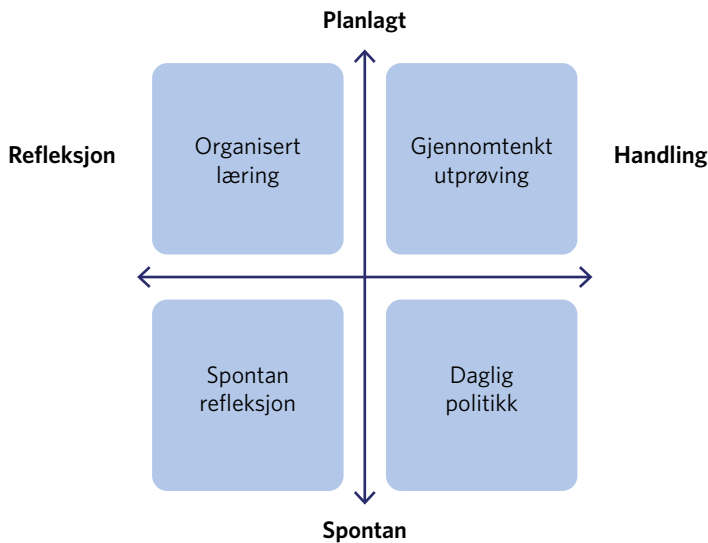 Planlagt
Refleksjon
Organisert
læring
Gjennomtenkt
utprøving
Handling
Spontan
refleksjon
Daglig
politikk
Spontan